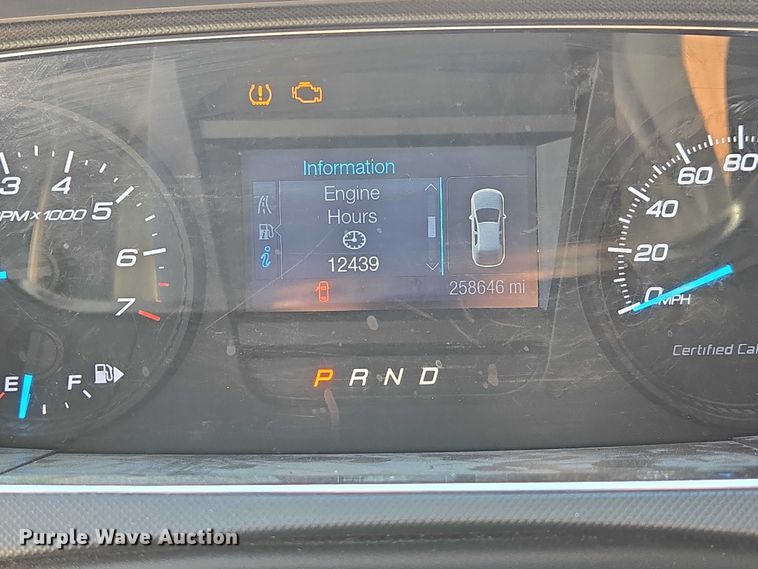 Information
Engine
Hours
12439
258646 mi
3 4 5 6 7
RPMX1000
E F
P R N D
0 20 40 60 80
MPH
Certified
Purple Wave Auction